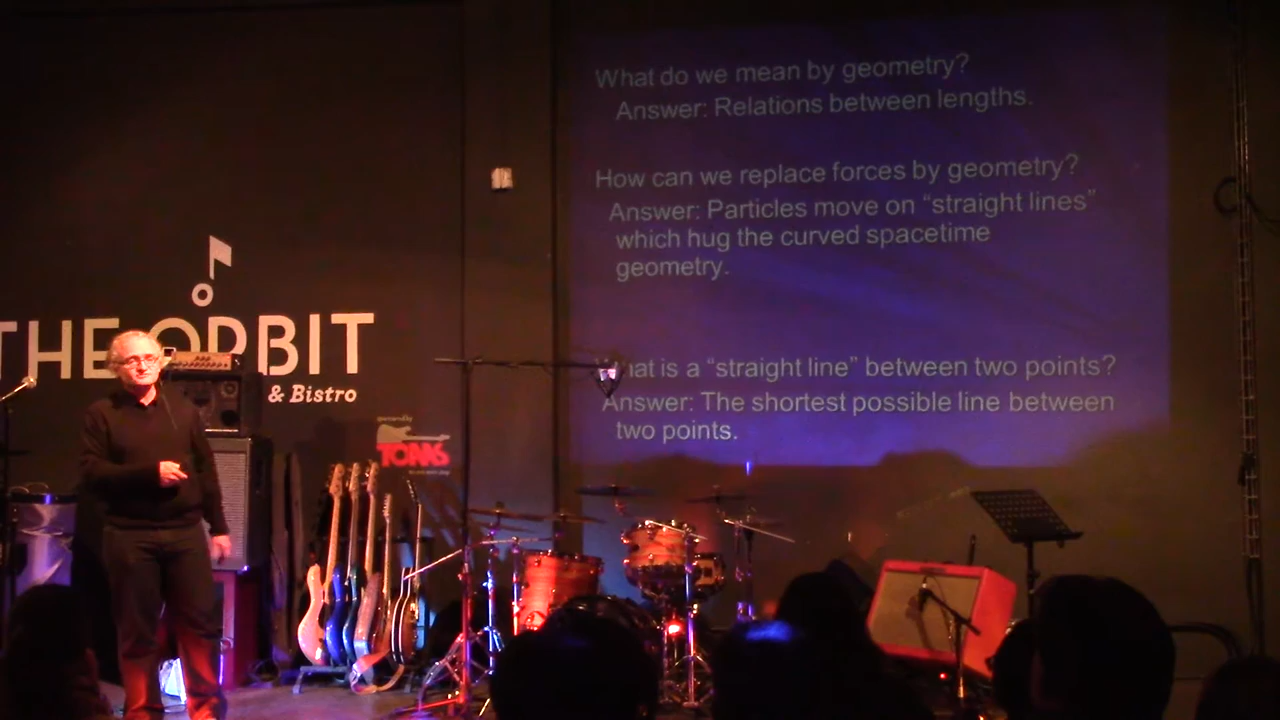 What do we mean by geometry?
Answer: Relations between lengths.
How can we replace forces by geometry?
Answer: Particles move on “straight lines”
which hug the curved spacetime
geometry.
What is a “straight line” between two points?
Answer: The shortest possible line between
two points.
THE ORBIT
& Bistro
TOMS